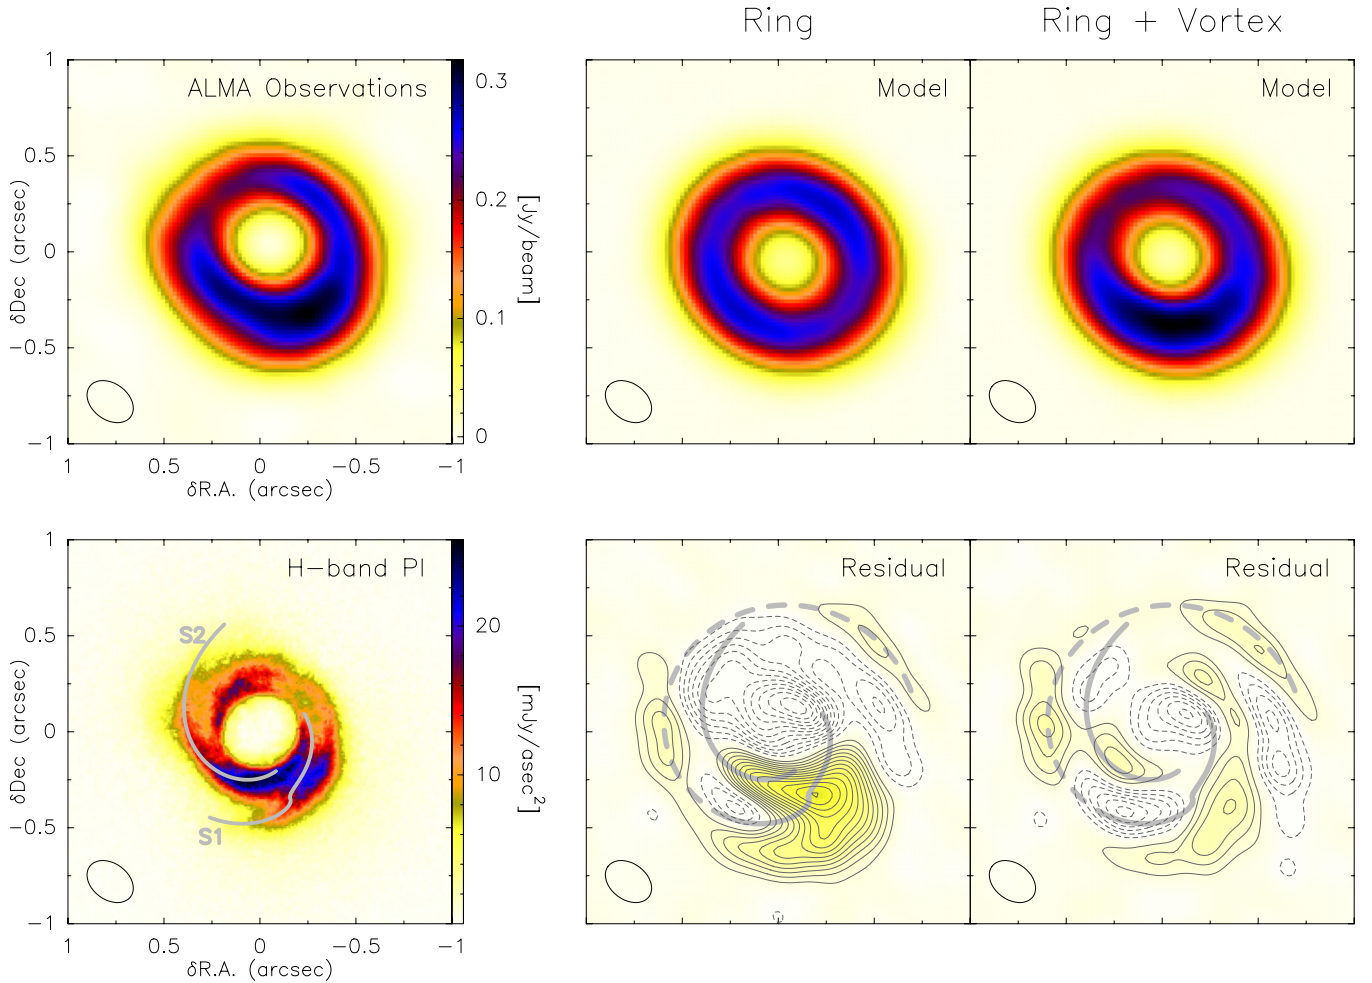 Ring
Ring + Vortex
ALMA Observations
Model
Model
1
0.5
0
−0.5
−1
δDec (arcsec)
1
0.5
0
−0.5
−1
δR.A. (arcsec)
0.3
0.2
0.1
0
[Jy/beam]
H−band PI
Residual
Residual
S2
S1
1
0.5
0
−0.5
−1
δDec (arcsec)
1
0.5
0
−0.5
−1
δR.A. (arcsec)
20
10
[mJy/asec²]